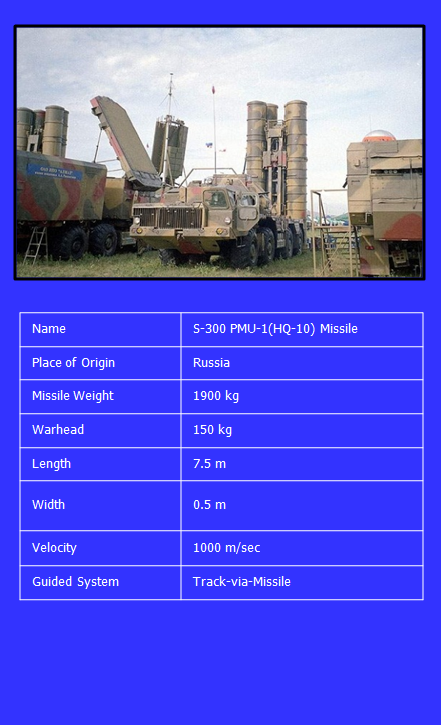 Name S-300 PMU-1(HQ-10) Missile
Place of Origin Russia
Missile Weight 1900 kg
Warhead 150 kg
Length 7.5 m
Width 0.5 m
Velocity 1000 m/sec
Guided System Track-via-Missile